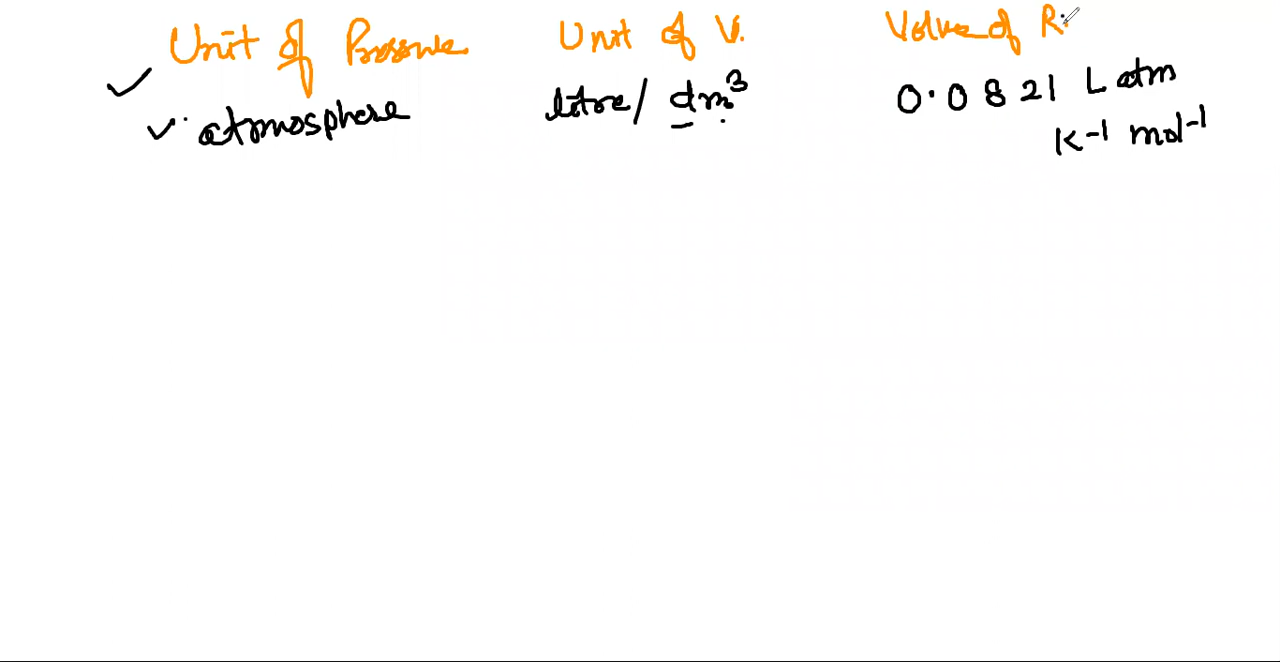 Unit of Pressure Unit of V. Value of R.
atmosphere litre/ dm³ 0.0821 L atm
K⁻¹ mol⁻¹